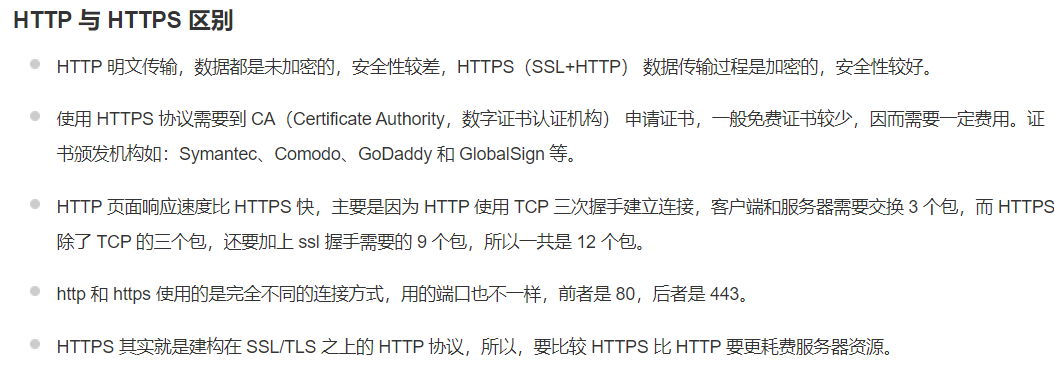 HTTP 与 HTTPS 区别
HTTP 明文传输，数据都是未加密的，安全性较差，HTTPS（SSL+HTTP） 数据传输过程是加密的，安全性较好。
使用 HTTPS 协议需要到 CA（Certificate Authority，数字证书认证机构） 申请证书，一般免费证书较少，因而需要一定费用。证
书颁发机构如：Symantec、Comodo、GoDaddy 和 GlobalSign 等。
HTTP 页面响应速度比 HTTPS 快，主要是因为 HTTP 使用 TCP 三次握手建立连接，客户端和服务器需要交换 3 个包，而 HTTPS
除了 TCP 的三个包，还要加上 ssl 握手需要的 9 个包，所以一共是 12 个包。
http 和 https 使用的是完全不同的连接方式，用的端口也不一样，前者是 80，后者是 443。
HTTPS 其实就是建构在 SSL/TLS 之上的 HTTP 协议，所以，要比较 HTTPS 比 HTTP 要更耗费服务器资源。